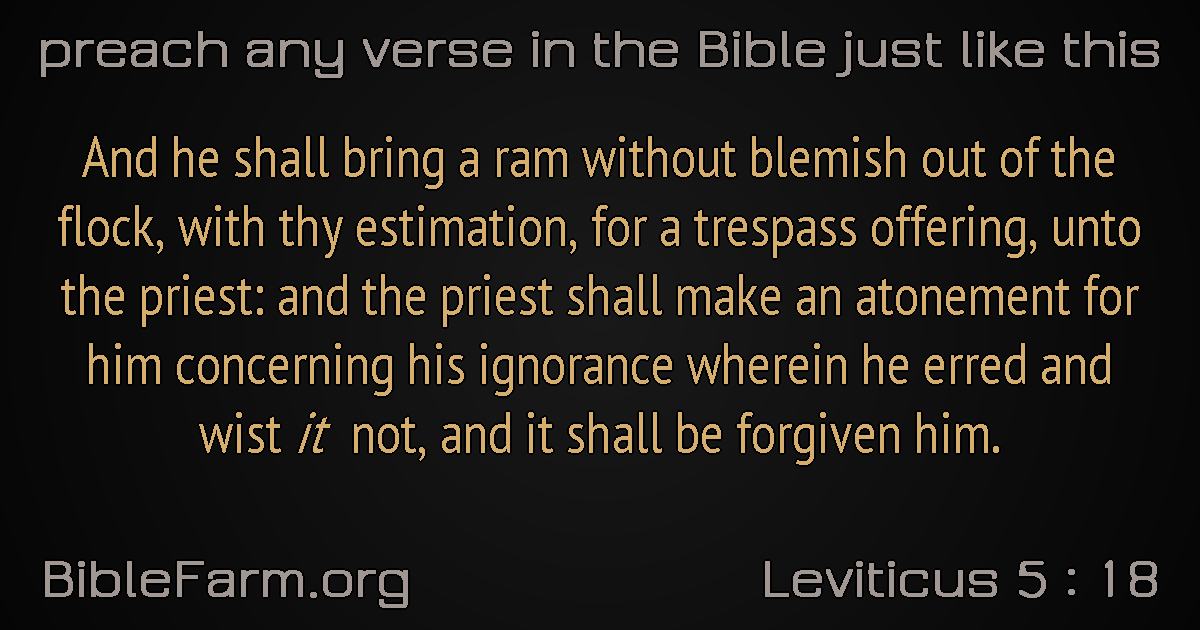 preach any verse in the Bible just like this
And he shall bring a ram without blemish out of the
flock, with thy estimation, for a trespass offering, unto
the priest: and the priest shall make an atonement for
him concerning his ignorance wherein he erred and
wist it not, and it shall be forgiven him.
BibleFarm.org
Leviticus 5 : 18